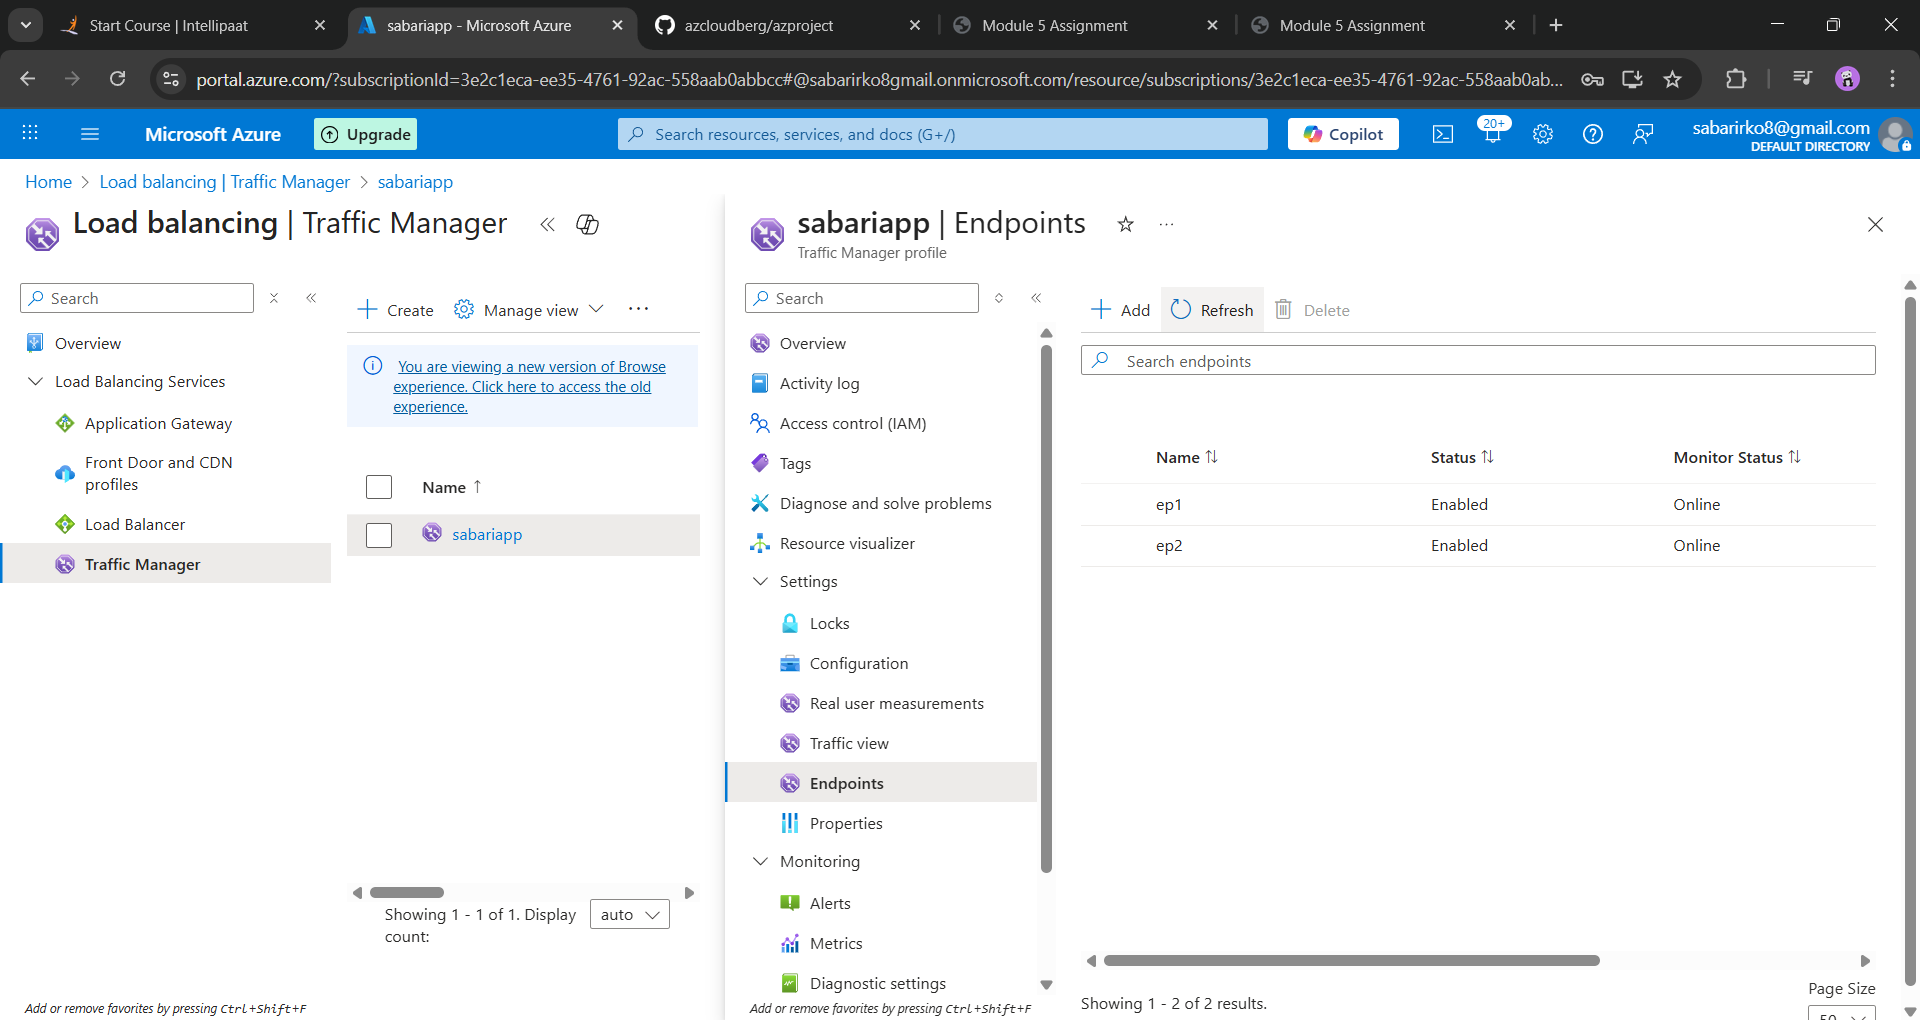 Start Course | Intellipaat
sabariapp - Microsoft Azure
azcloudberg/azproject
Module 5 Assignment
Module 5 Assignment
portal.azure.com/?subscriptionId=3e2c1eca-ee35-4761-92ac-558aab0abbcc#@sabarirko8gmail.onmicrosoft.com/resource/subscriptions/3e2c1eca-ee35-4761-92ac-558aab0ab...
Microsoft Azure
Upgrade
Search resources, services, and docs (G+/)
Copilot
20+
sabarirko8@gmail.com
DEFAULT DIRECTORY
Home > Load balancing | Traffic Manager > sabariapp
Load balancing | Traffic Manager
Search
Overview
Load Balancing Services
Application Gateway
Front Door and CDN
profiles
Load Balancer
Traffic Manager
Add or remove favorites by pressing Ctrl+Shift+F
Create
Manage view
You are viewing a new version of Browse
experience. Click here to access the old
experience.
Name ↑
sabariapp
Showing 1 - 1 of 1. Display
count:
auto
sabariapp | Endpoints
Traffic Manager profile
Search
Overview
Activity log
Access control (IAM)
Tags
Diagnose and solve problems
Resource visualizer
Settings
Locks
Configuration
Real user measurements
Traffic view
Endpoints
Properties
Monitoring
Alerts
Metrics
Diagnostic settings
Add or remove favorites by pressing Ctrl+Shift+F
Add
Refresh
Delete
Search endpoints
Name ↑↓ Status ↑↓ Monitor Status ↑↓
ep1 Enabled Online
ep2 Enabled Online
Showing 1 - 2 of 2 results.
Page Size
50